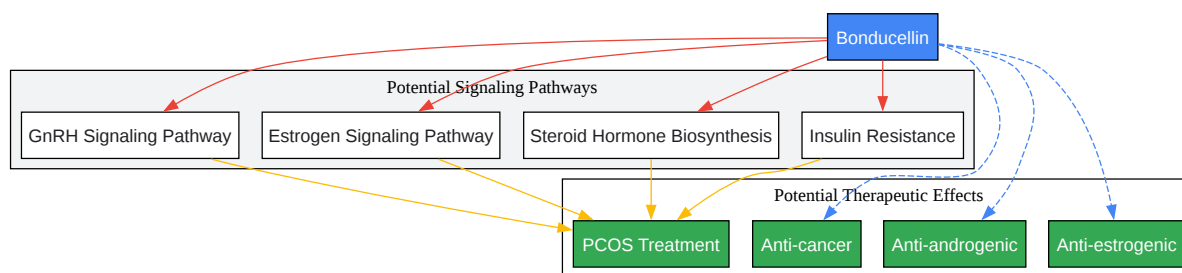 Bonducellin
Potential Signaling Pathways
GnRH Signaling Pathway
Estrogen Signaling Pathway
Steroid Hormone Biosynthesis
Insulin Resistance
Potential Therapeutic Effects
PCOS Treatment
Anti-cancer
Anti-androgenic
Anti-estrogenic